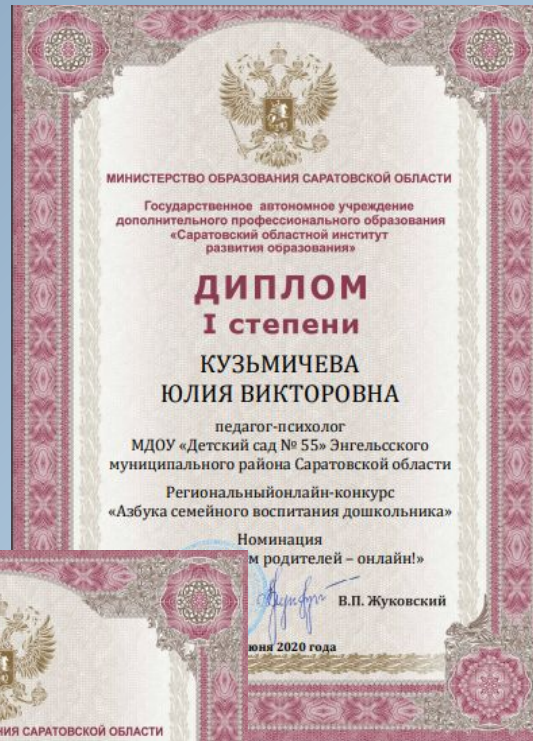 МИНИСТЕРСТВО ОБРАЗОВАНИЯ САРАТОВСКОЙ ОБЛАСТИ
Государственное автономное учреждение
дополнительного профессионального образования
«Саратовский областной институт
развития образования»
ДИПЛОМ
I степени
КУЗЬМИЧЕВА
ЮЛИЯ ВИКТОРОВНА
педагог-психолог
МДОУ «Детский сад № 55» Энгельсского
муниципального района Саратовской области
Региональныйонлайн-конкурс
«Азбука семейного воспитания дошкольника»
Номинация
родителей – онлайн!»
В.П. Жуковский
2020 года
САРАТОВСКОЙ ОБЛАСТИ